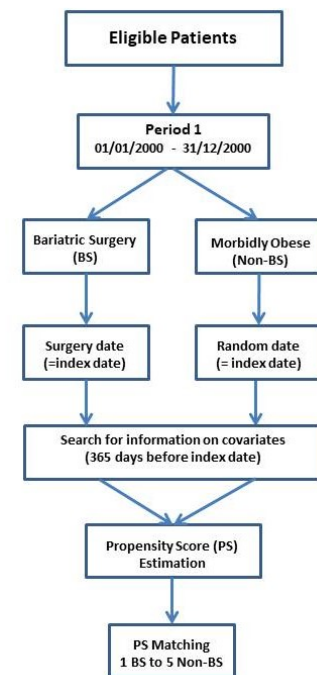 Eligible Patients
Period 1
01/01/2000 - 31/12/2000
Bariatric Surgery
(BS)
Morbidly Obese
(Non-BS)
Surgery date
(=index date)
Random date
(= index date)
Search for information on covariates
(365 days before index date)
Propensity Score (PS)
Estimation
PS Matching
1 BS to 5 Non-BS